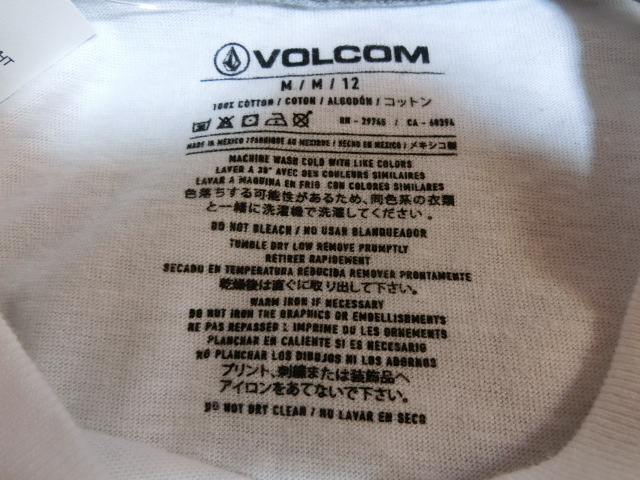 HT
VOLCOM
M / M / 12
100% COTTON / COTON / ALGODÓN / コットン
RN - 29765 / CA - 60394
MADE IN MEXICO / FABRIQUE AU MEXIQUE / HECHO EN MEXICO / メキシコ製
MACHINE WASH COLD WITH LIKE COLORS
LAVER A 30° AVEC DES COULEURS SIMILAIRES
LAVAR A MAQUINA EN FRIO CON COLORES SIMILARES
色落ちする可能性があるため、同色系の衣類
と一緒に洗濯機で洗濯してください。
DO NOT BLEACH / NO USAR BLANQUEADOR
TUMBLE DRY LOW REMOVE PROMPTLY
RETIRER RAPIDEMENT
SECADO EN TEMPERATURA REDUCIDA REMOVER PRONTAMENTE
乾燥後は直ぐに取り出して下さい。
WARM IRON IF NECESSARY
DO NOT IRON THE GRAPHICS OR EMBELLISHMENTS
NE PAS REPASSER L IMPRIME OU LES ORNEMENTS
PLANCHAR EN CALIENTE SI ES NECESARIO
NO PLANCHAR LOS DIBUJOS NI LOS ADORNOS
プリント、刺繍または装飾品へ
アイロンをあてないで下さい。
DO NOT DRY CLEAN / NO LAVAR EN SECO